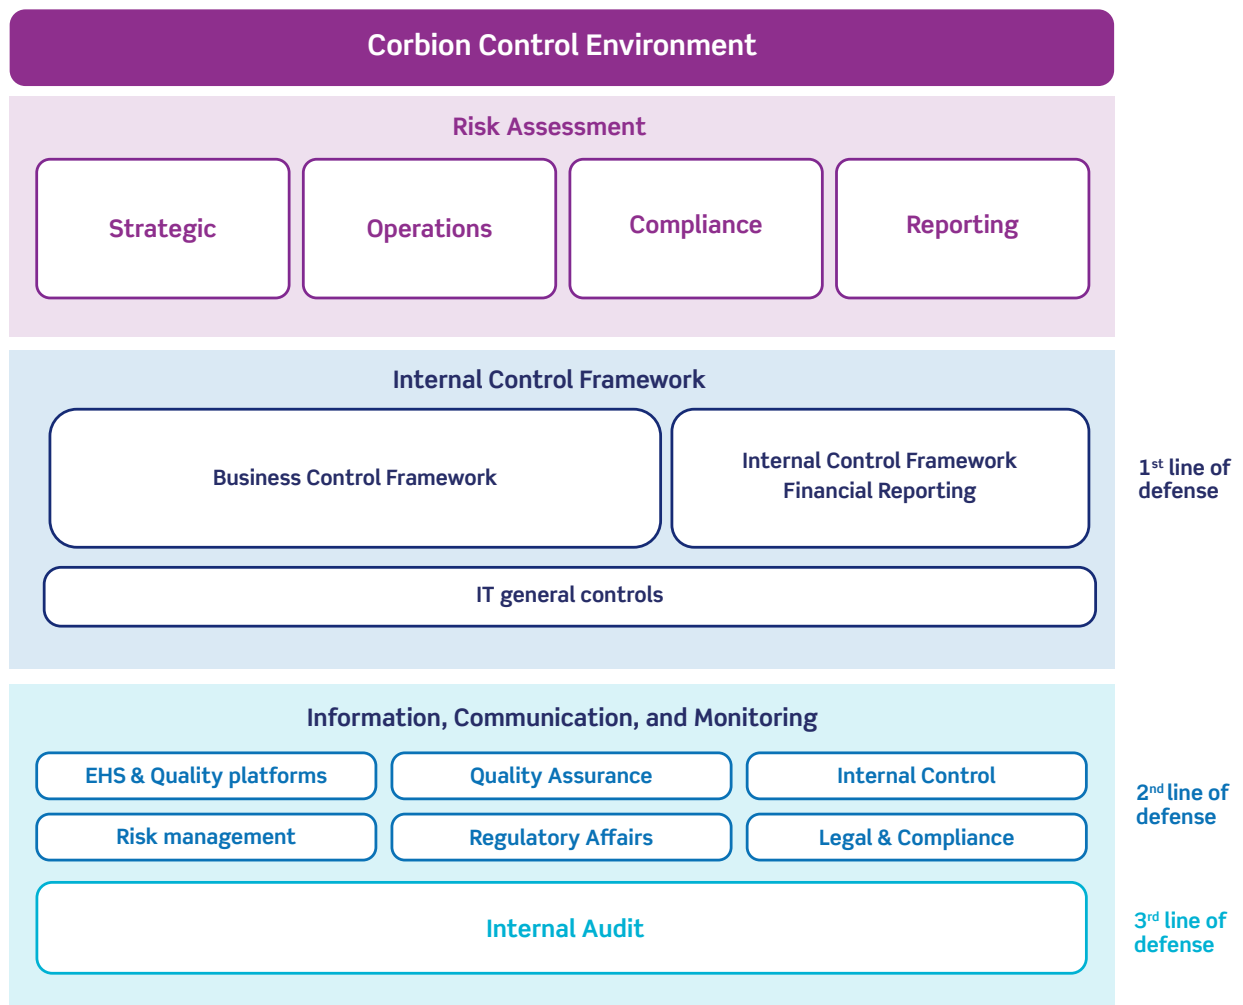 Corbion Control Environment
Risk Assessment
Strategic
Operations
Compliance
Reporting
Internal Control Framework
Business Control Framework
Internal Control Framework
Financial Reporting
IT general controls
1st line of
defense
Information, Communication, and Monitoring
EHS & Quality platforms
Quality Assurance
Internal Control
Risk management
Regulatory Affairs
Legal & Compliance
2nd line of
defense
Internal Audit
3rd line of
defense